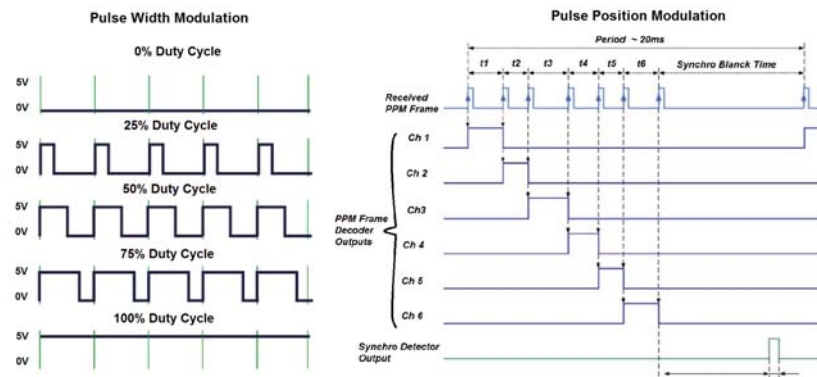 Pulse Width Modulation
0% Duty Cycle
5V
0V
25% Duty Cycle
5V
0V
50% Duty Cycle
5V
0V
75% Duty Cycle
5V
0V
100% Duty Cycle
5V
0V
Pulse Position Modulation
Period ~ 20ms
t1 t2 t3 t4 t5 t6 Synchro Blanck Time
Received
PPM Frame
PPM Frame
Decoder
Outputs
Ch 1
Ch 2
Ch3
Ch 4
Ch 5
Ch 6
Synchro Detector
Output